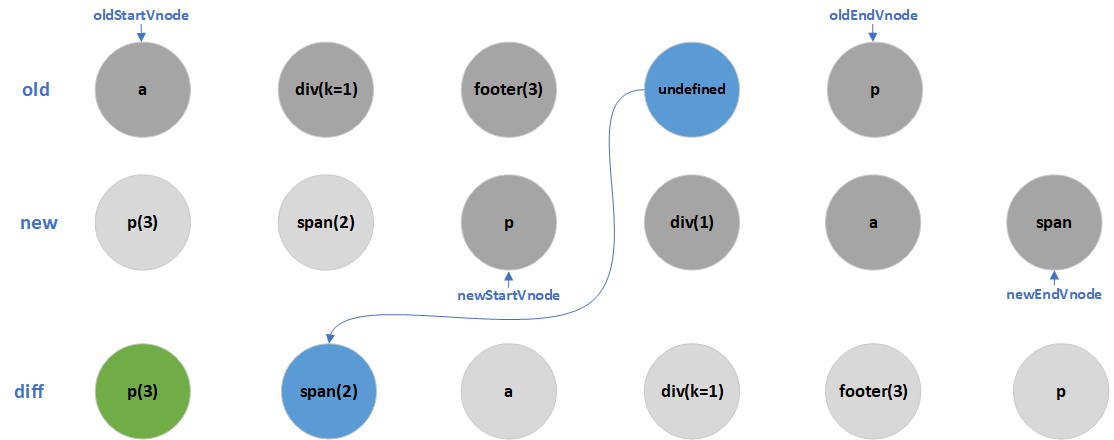 oldStartVnode oldEndVnode
old a div(k=1) footer(3) undefined p
new p(3) span(2) p div(1) a span
newStartVnode newEndVnode
diff p(3) span(2) a div(k=1) footer(3) p